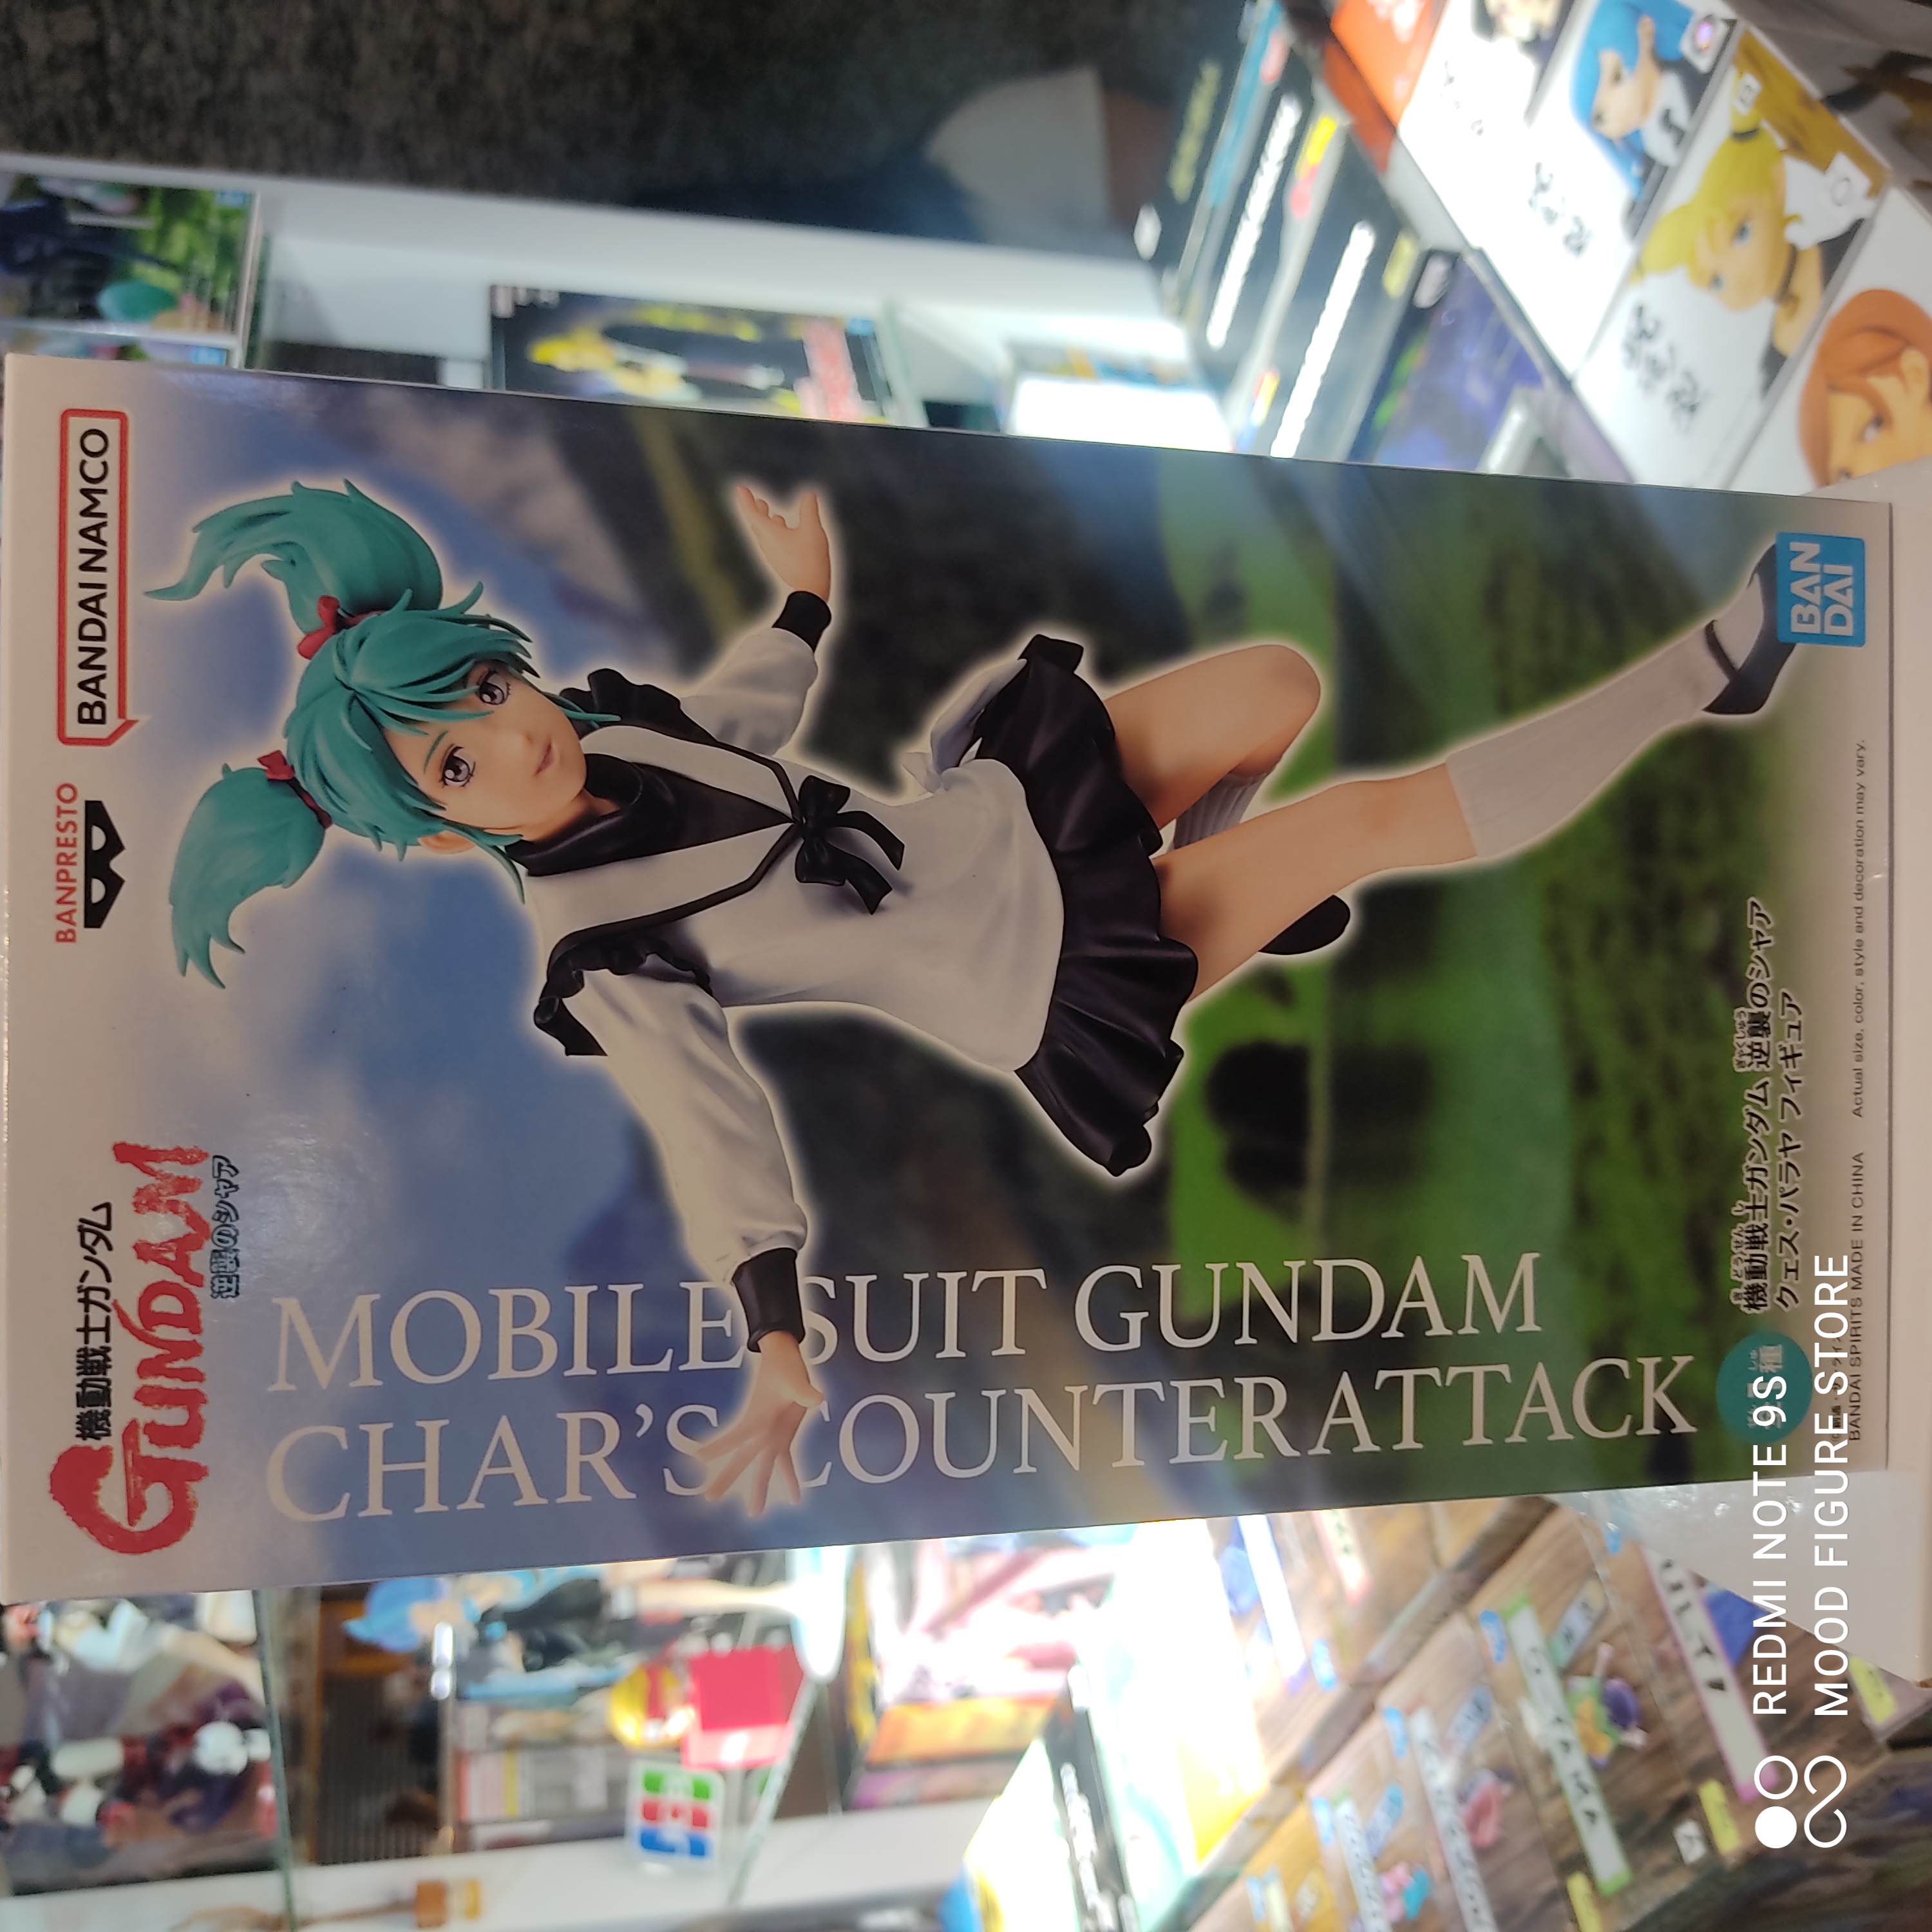 機動戦士ガンダム
GUNDAM
逆襲のシャア
BANPRESTO
BANDAI NAMCO
MOBILE SUIT GUNDAM
CHAR'S COUNTERATTACK
機動戦士ガンダム 逆襲のシャア
クェス・パラヤ フィギュア
BANDAI SPIRITS MADE IN CHINA
Actual size, color, style and decoration may vary.
BAN
DAI
REDMI NOTE 9S
MOOD FIGURE STORE